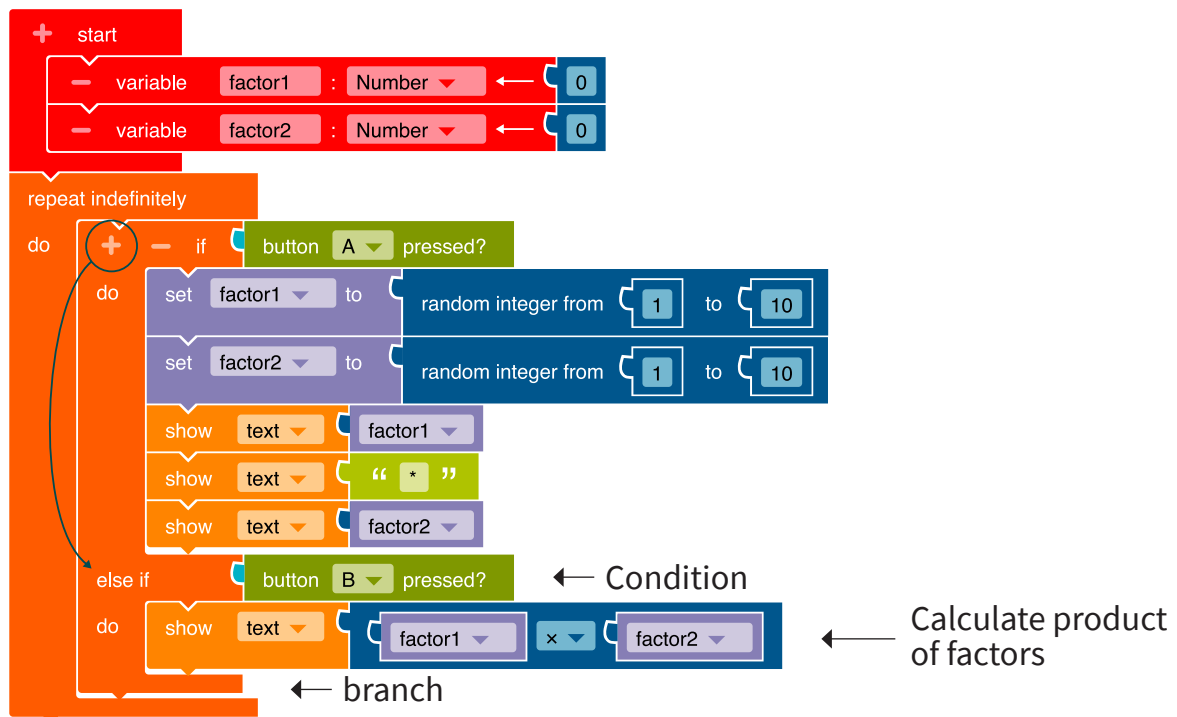 + start
− variable factor1 : Number ← 0
− variable factor2 : Number ← 0
repeat indefinitely
do + − if button A pressed?
do set factor1 to random integer from 1 to 10
set factor2 to random integer from 1 to 10
show text factor1
show text “ * ”
show text factor2
else if button B pressed? ← Condition
do show text factor1 × factor2 ← Calculate product
of factors
← branch